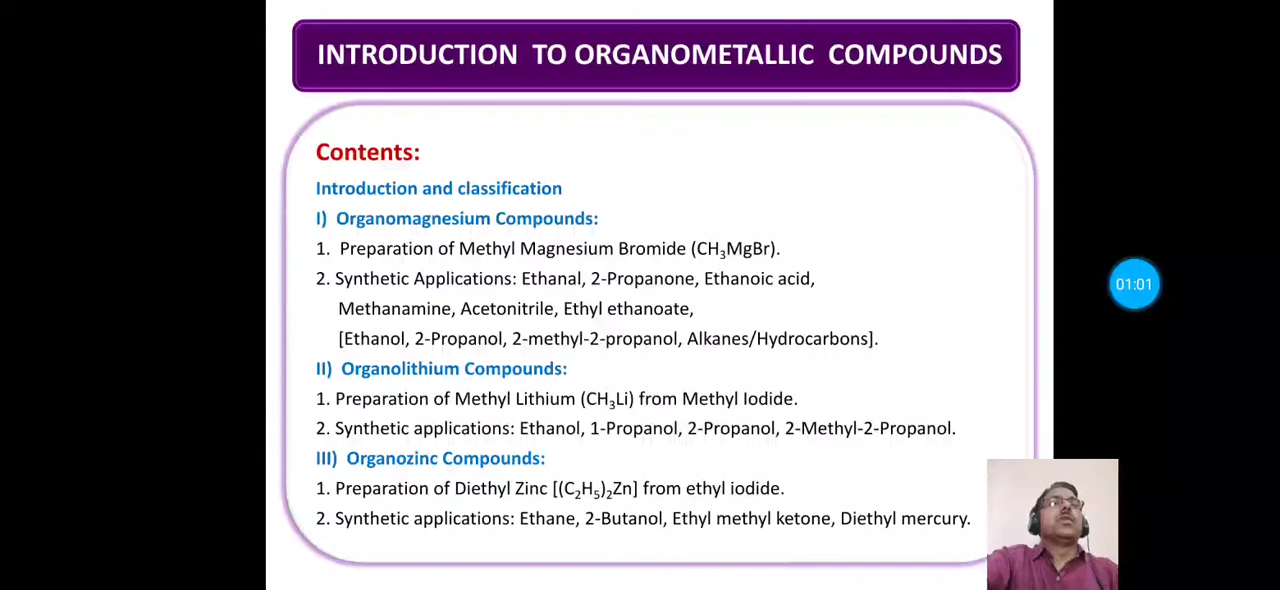 INTRODUCTION TO ORGANOMETALLIC COMPOUNDS
Contents:
Introduction and classification
I) Organomagnesium Compounds:
1. Preparation of Methyl Magnesium Bromide (CH₃MgBr).
2. Synthetic Applications: Ethanal, 2-Propanone, Ethanoic acid,
Methanamine, Acetonitrile, Ethyl ethanoate,
[Ethanol, 2-Propanol, 2-methyl-2-propanol, Alkanes/Hydrocarbons].
II) Organolithium Compounds:
1. Preparation of Methyl Lithium (CH₃Li) from Methyl Iodide.
2. Synthetic applications: Ethanol, 1-Propanol, 2-Propanol, 2-Methyl-2-Propanol.
III) Organozinc Compounds:
1. Preparation of Diethyl Zinc [(C₂H₅)₂Zn] from ethyl iodide.
2. Synthetic applications: Ethane, 2-Butanol, Ethyl methyl ketone, Diethyl mercury.
01:01